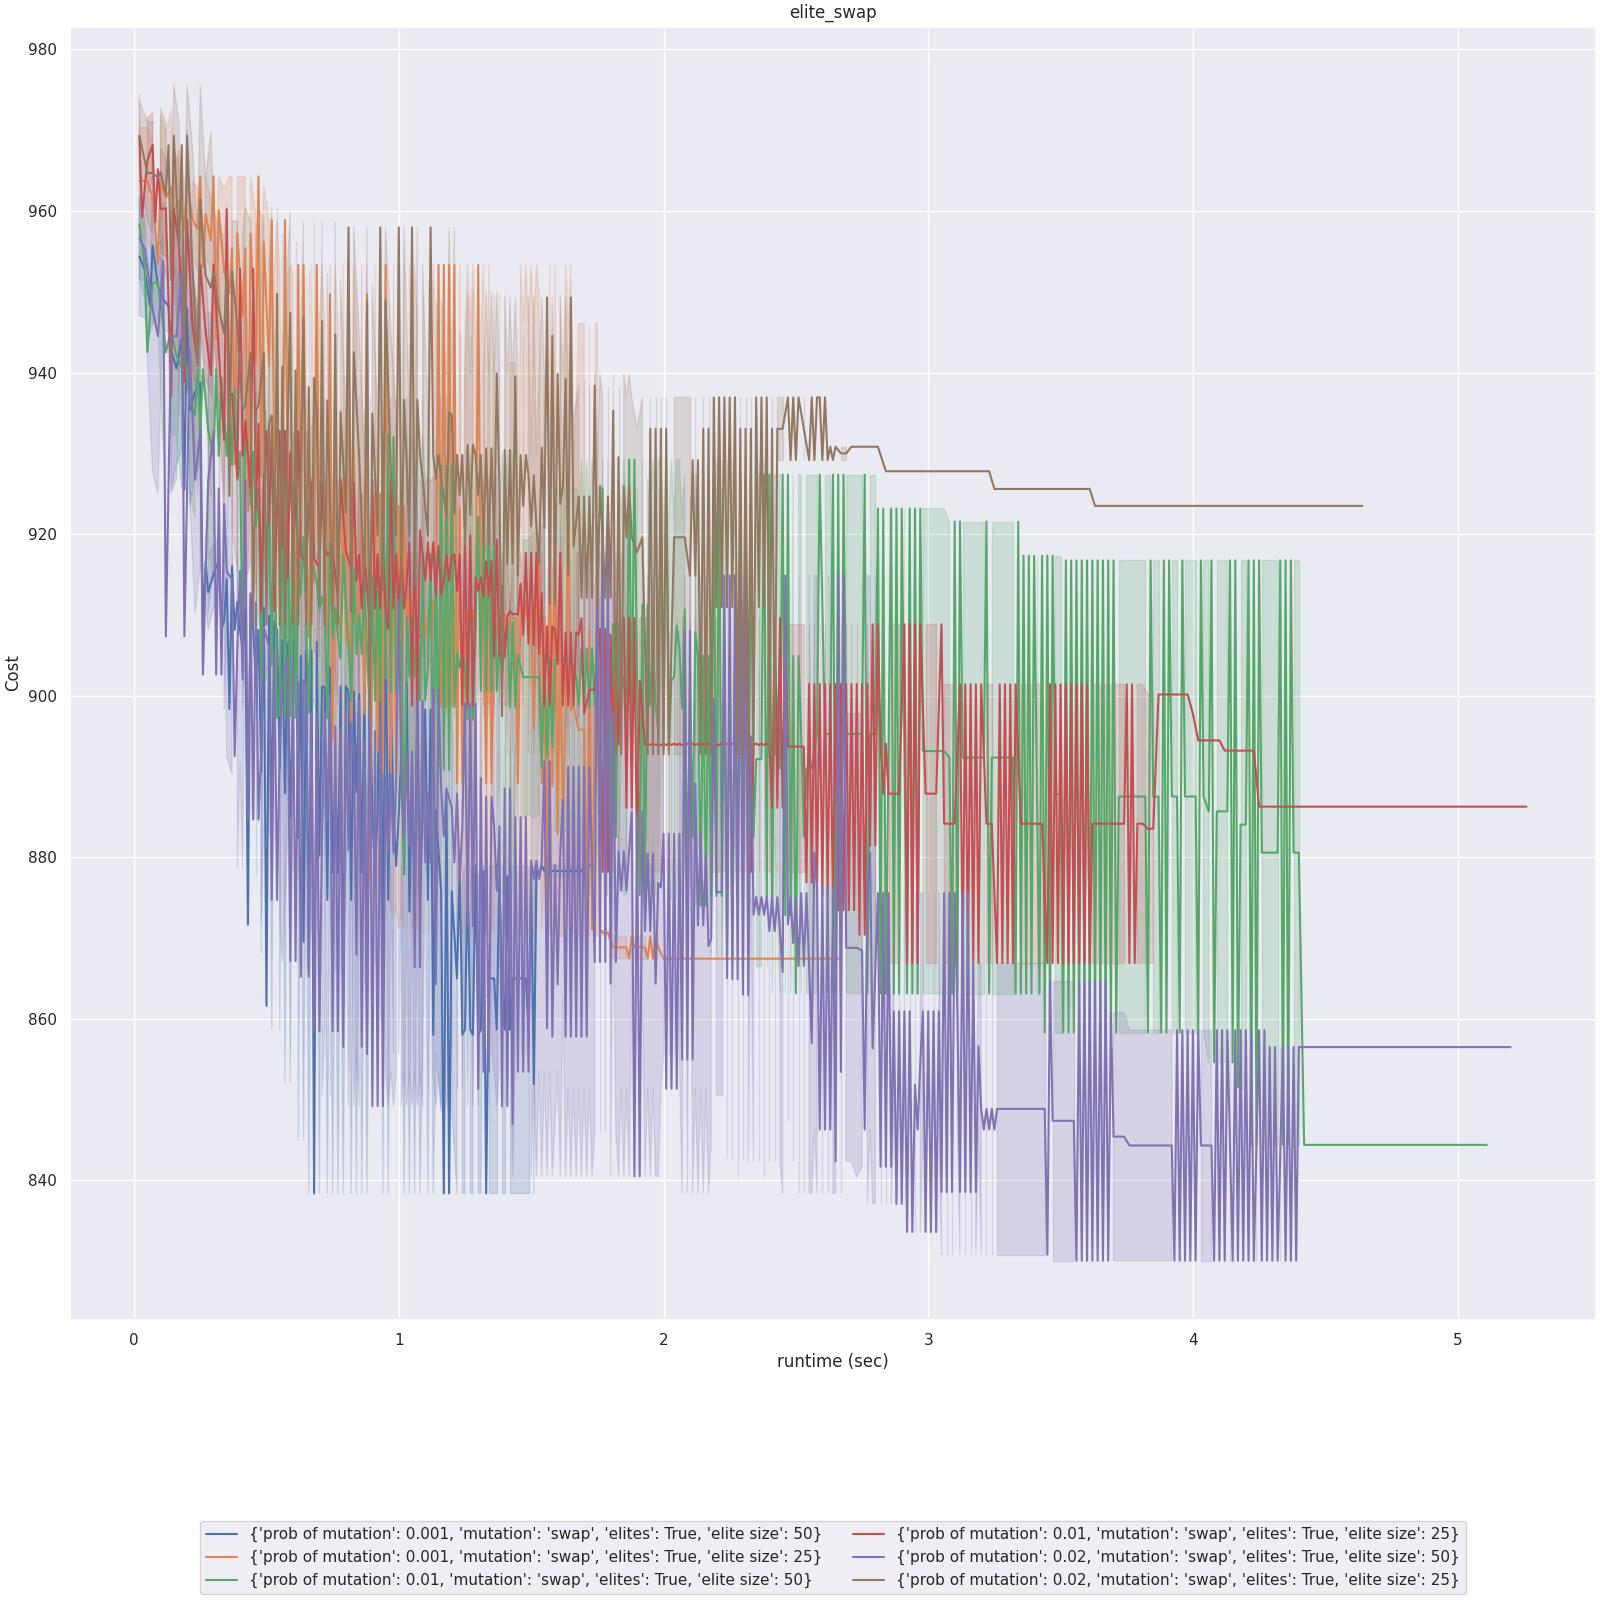 elite_swap
980
960
940
920
900
880
860
840
Cost
0 1 2 3 4 5
runtime (sec)
{'prob of mutation': 0.001, 'mutation': 'swap', 'elites': True, 'elite size': 50}
{'prob of mutation': 0.001, 'mutation': 'swap', 'elites': True, 'elite size': 25}
{'prob of mutation': 0.01, 'mutation': 'swap', 'elites': True, 'elite size': 50}
{'prob of mutation': 0.01, 'mutation': 'swap', 'elites': True, 'elite size': 25}
{'prob of mutation': 0.02, 'mutation': 'swap', 'elites': True, 'elite size': 50}
{'prob of mutation': 0.02, 'mutation': 'swap', 'elites': True, 'elite size': 25}